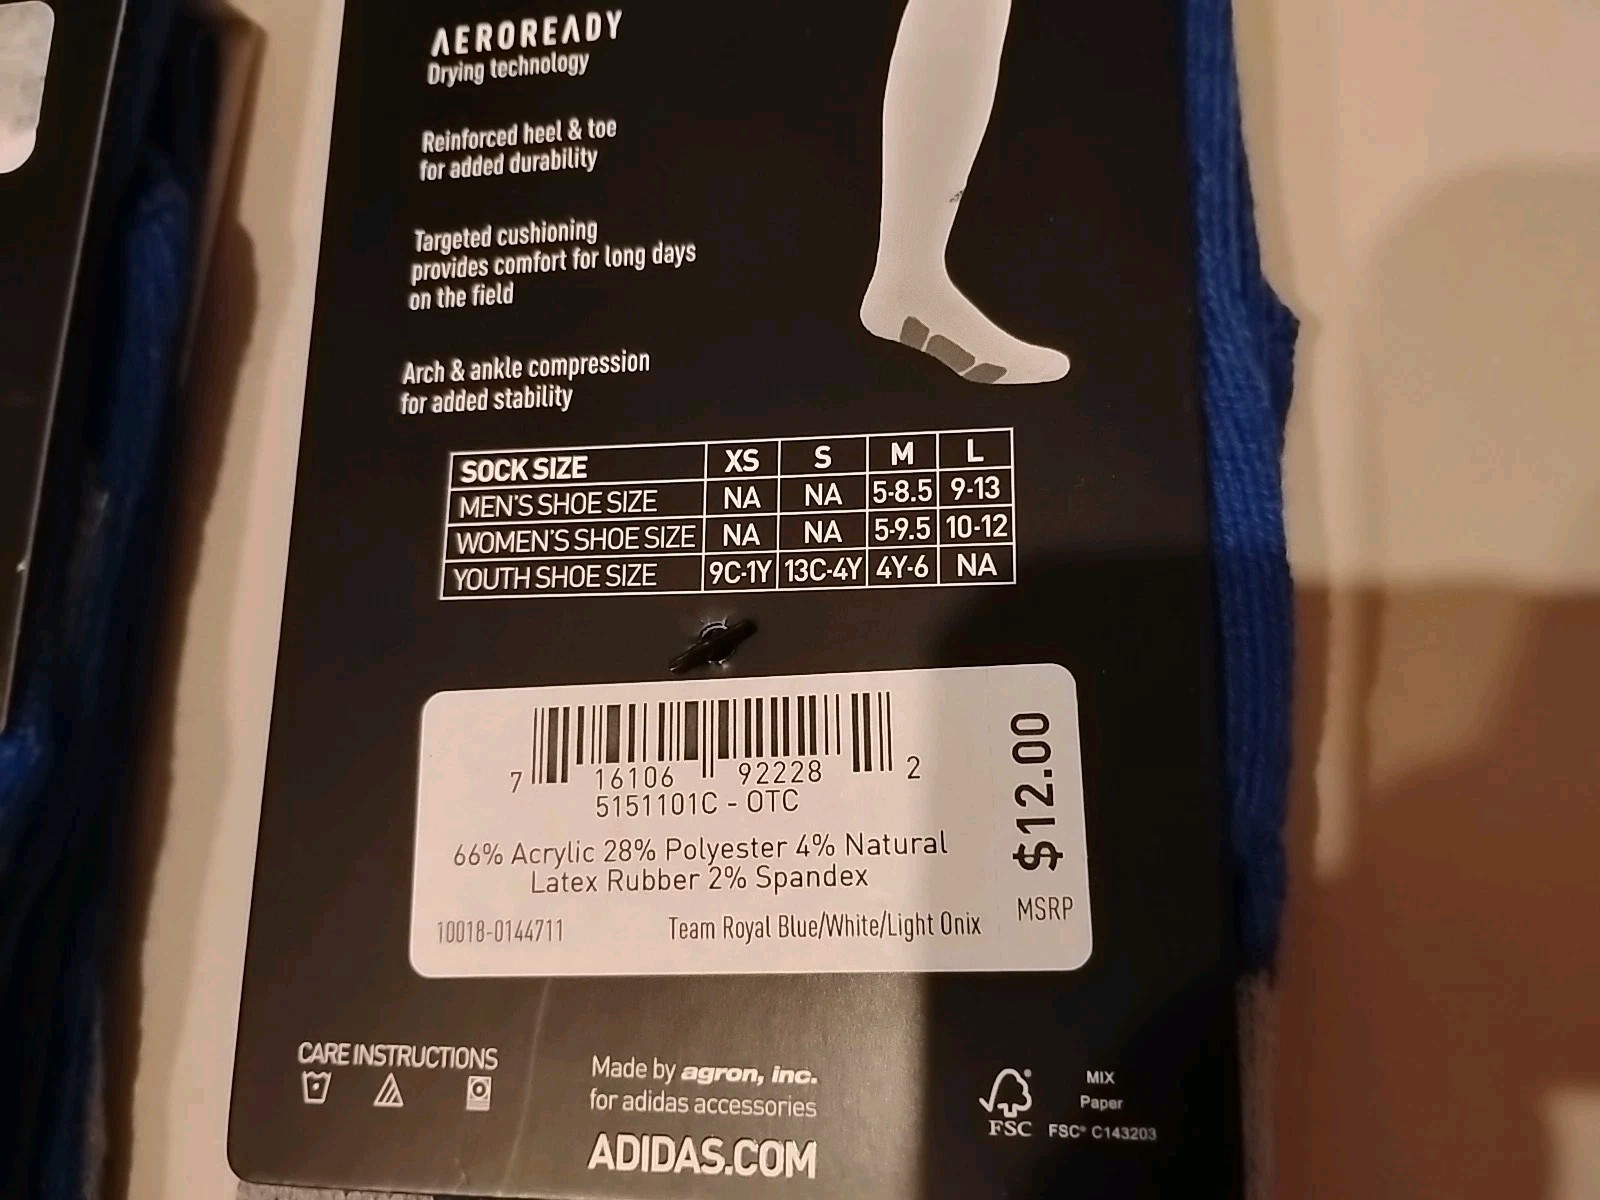 AEROREADY
Drying technology
Reinforced heel & toe
for added durability
Targeted cushioning
provides comfort for long days
on the field
Arch & ankle compression
for added stability
SOCK SIZE XS S M L
MEN'S SHOE SIZE NA NA 5-8.5 9-13
WOMEN'S SHOE SIZE NA NA 5-9.5 10-12
YOUTH SHOE SIZE 9C-1Y 13C-4Y 4Y-6 NA
7 16106 92228 2
5151101C - OTC
66% Acrylic 28% Polyester 4% Natural
Latex Rubber 2% Spandex
10018-0144711 Team Royal Blue/White/Light Onix
$12.00
MSRP
CARE INSTRUCTIONS
Made by agron, inc.
for adidas accessories
ADIDAS.COM
FSC
MIX
Paper
FSC® C143203